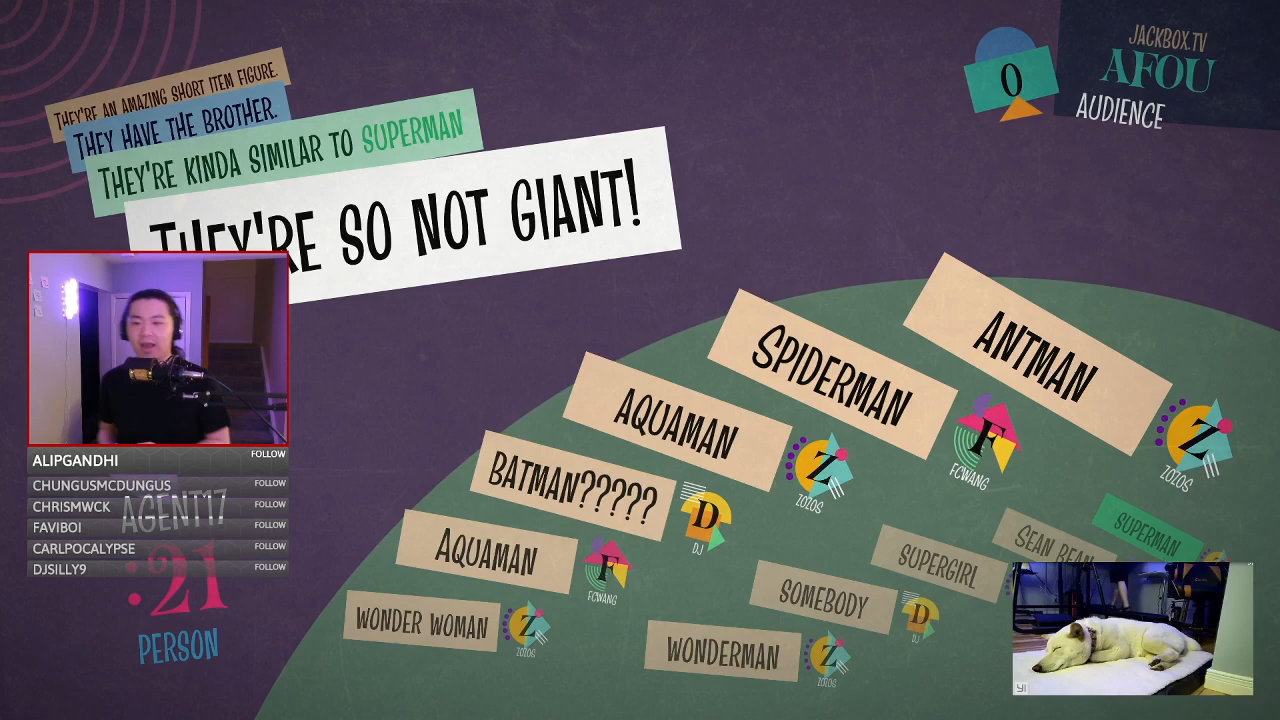 THEY'RE AN AMAZING SHORT ITEM FIGURE.
THEY HAVE THE BROTHER.
THEY'RE KINDA SIMILAR TO SUPERMAN
THEY'RE SO NOT GIANT!
0
JACKBOX.TV
AFOU
AUDIENCE
ANTMAN
Z
ZOZOS
SPIDERMAN
F
FCWANG
AQUAMAN
Z
ZOZOS
BATMAN?????
D
DJ
AQUAMAN
F
FCWANG
WONDER WOMAN
Z
ZOZOS
SUPERMAN
SEAN BEAN
SUPERGIRL
SOMEBODY
D
DJ
WONDERMAN
Z
ZOZOS
ALIPGANDHI FOLLOW
CHUNGUSMCDUNGUS FOLLOW
CHRISMWCK FOLLOW
FAVIBOI FOLLOW
CARLPOCALYPSE FOLLOW
DJSILLY9 FOLLOW
AGENT17
:21
PERSON
YI